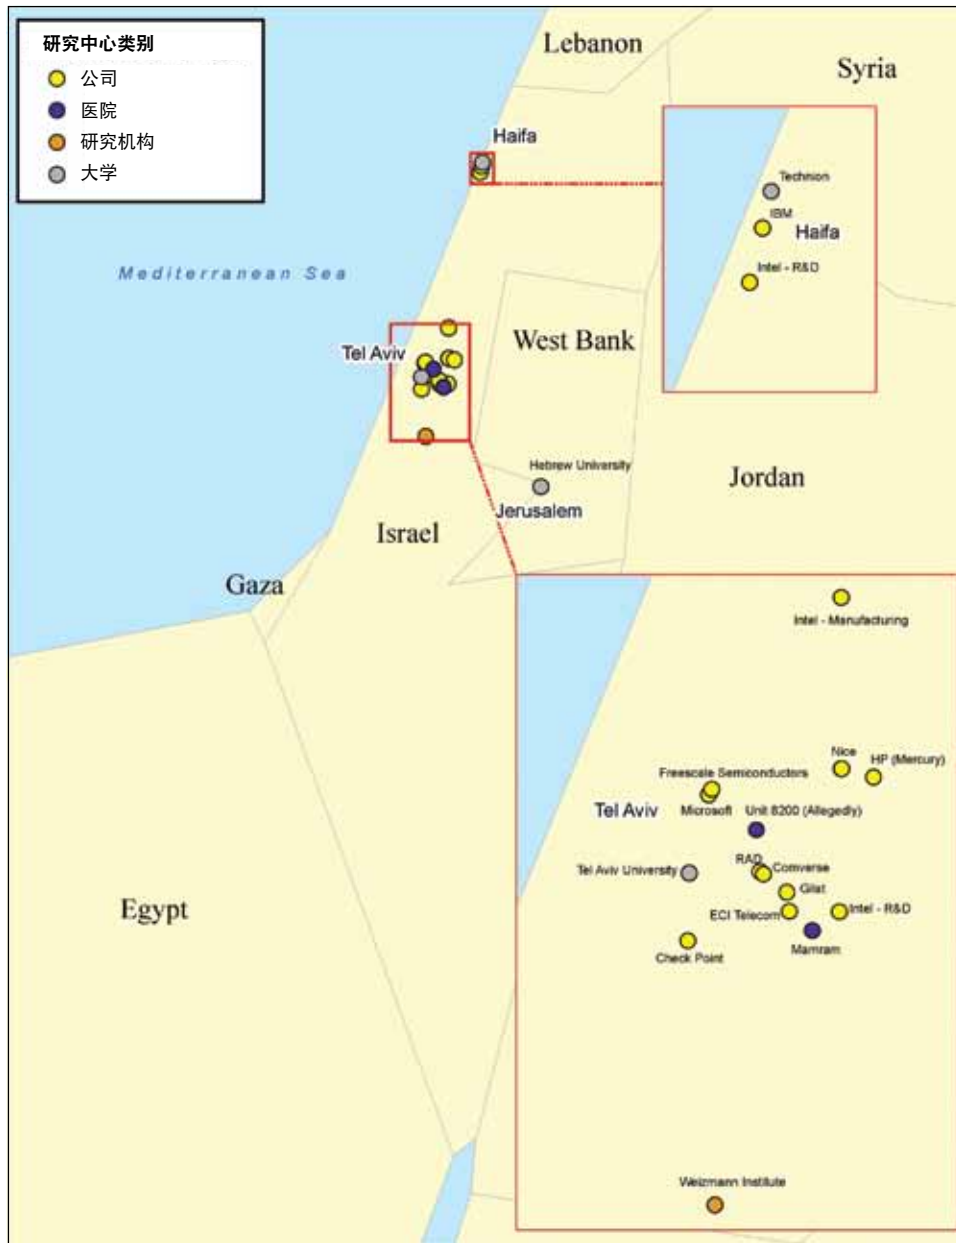 研究中心类别
公司
医院
研究机构
大学
Lebanon
Syria
Haifa
Technion
IBM
Haifa
Intel - R&D
Mediterranean Sea
Tel Aviv
West Bank
Hebrew University
Jerusalem
Jordan
Israel
Gaza
Egypt
Intel - Manufacturing
Nice
HP (Mercury)
Freescale Semiconductors
Tel Aviv
Microsoft
Unit 8200 (Allegedly)
RAD
Comverse
Tel Aviv University
Gilat
ECI Telecom
Intel - R&D
Mamram
Check Point
Weizmann Institute